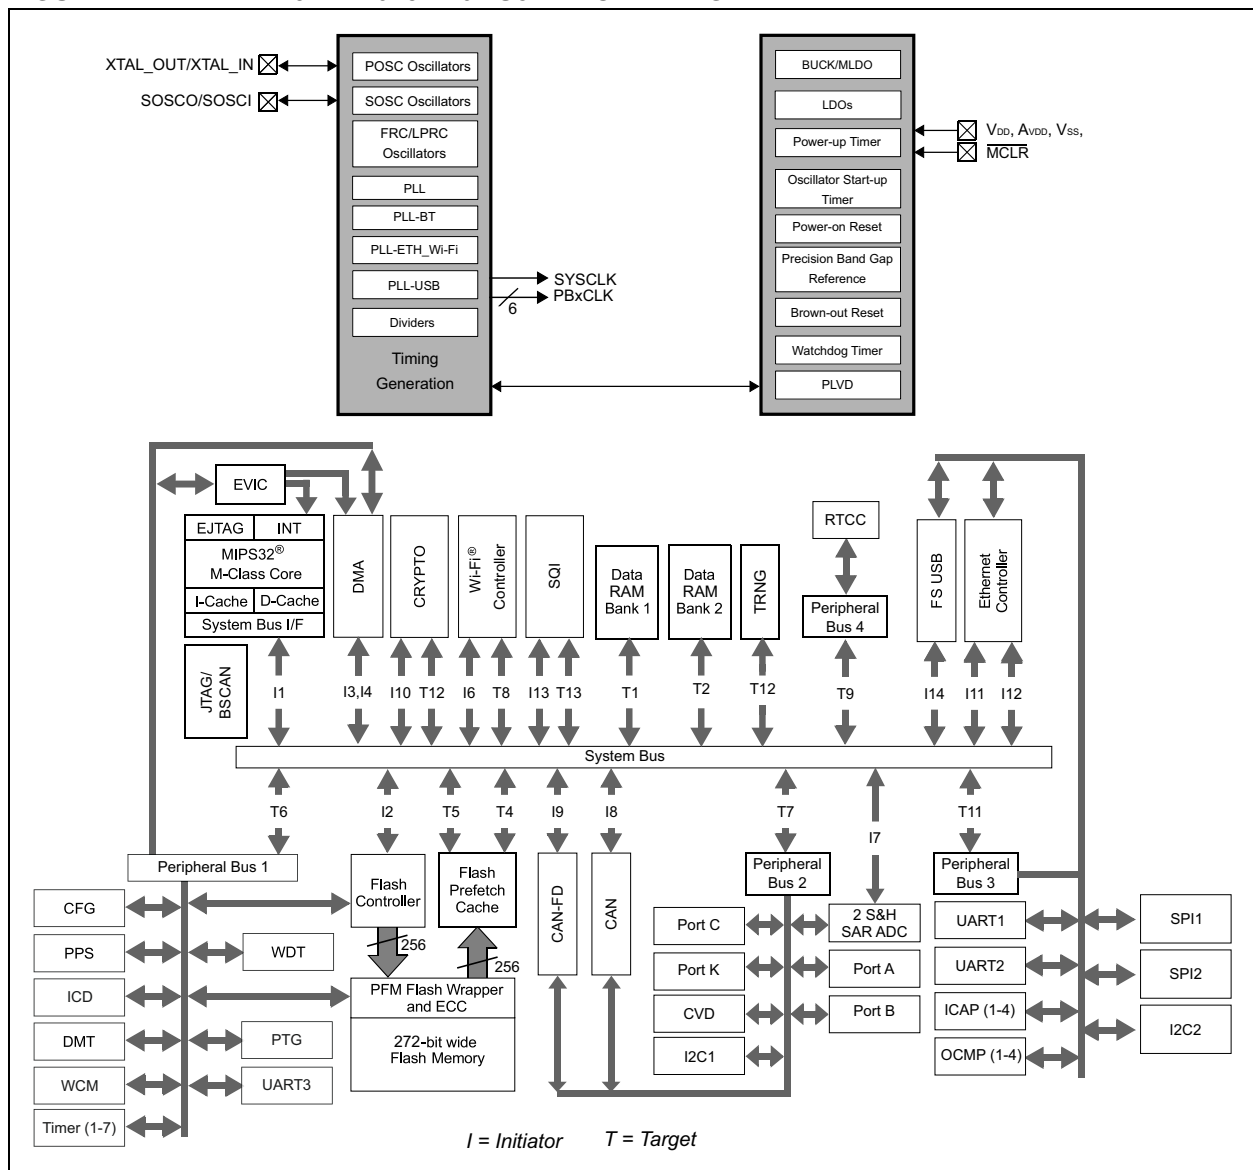 XTAL_OUT/XTAL_IN
SOSCO/SOSCI
POSC Oscillators
SOSC Oscillators
FRC/LPRC
Oscillators
PLL
PLL-BT
PLL-ETH_Wi-Fi
PLL-USB
Dividers
Timing
Generation
SYSCLK
PBxCLK
6
BUCK/MLDO
LDOs
Power-up Timer
Oscillator Start-up
Timer
Power-on Reset
Precision Band Gap
Reference
Brown-out Reset
Watchdog Timer
PLVD
VDD, AVDD, VSS,
MCLR
EVIC
EJTAG
INT
MIPS32®
M-Class Core
I-Cache
D-Cache
System Bus I/F
JTAG/
BSCAN
DMA
CRYPTO
Wi-Fi®
Controller
SQI
Data
RAM
Bank 1
Data
RAM
Bank 2
TRNG
RTCC
Peripheral
Bus 4
FS USB
Ethernet
Controller
I1
I3,I4
I10
T12
I6
T8
I13
T13
T1
T2
T12
T9
I14
I11
I12
System Bus
T6
I2
T5
T4
I9
I8
T7
I7
T11
Peripheral Bus 1
Flash
Controller
Flash
Prefetch
Cache
CAN-FD
CAN
Peripheral
Bus 2
Peripheral
Bus 3
CFG
PPS
ICD
DMT
WCM
Timer (1-7)
WDT
PTG
UART3
256
256
PFM Flash Wrapper
and ECC
272-bit wide
Flash Memory
Port C
Port K
CVD
I2C1
2 S&H
SAR ADC
Port A
Port B
UART1
UART2
ICAP (1-4)
OCMP (1-4)
SPI1
SPI2
I2C2
I = Initiator T = Target